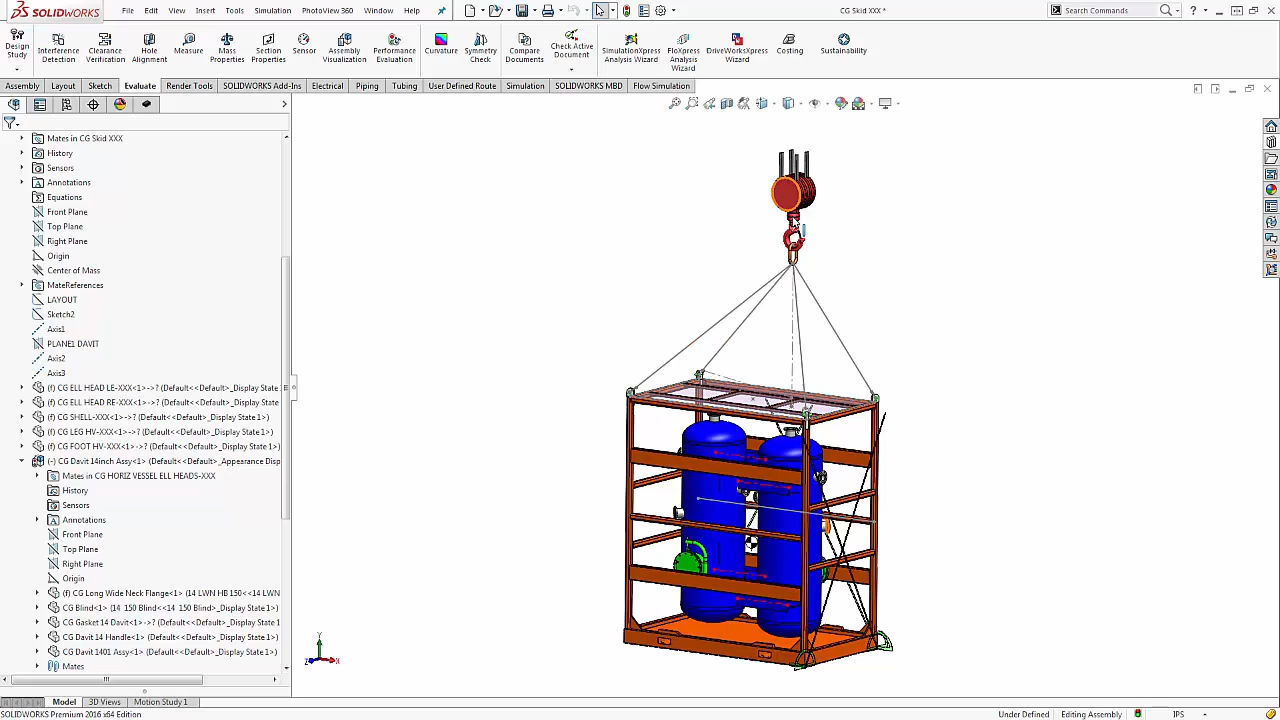 SOLIDWORKS
File Edit View Insert Tools Simulation PhotoView 360 Window Help
CG Skid XXX *
Search Commands
Design Study
Interference Detection
Clearance Verification
Hole Alignment
Measure
Mass Properties
Section Properties
Sensor
Assembly Visualization
Performance Evaluation
Curvature
Symmetry Check
Compare Documents
Check Active Document
SimulationXpress Analysis Wizard
FloXpress Analysis Wizard
DriveWorksXpress Wizard
Costing
Sustainability
Assembly Layout Sketch Evaluate Render Tools SOLIDWORKS Add-Ins Electrical Piping Tubing User Defined Route Simulation SOLIDWORKS MBD Flow Simulation
Mates in CG Skid XXX
History
Sensors
Annotations
Equations
Front Plane
Top Plane
Right Plane
Origin
Center of Mass
MateReferences
LAYOUT
Sketch2
Axis1
PLANE1 DAVIT
Axis2
Axis3
(f) CG ELL HEAD LE-XXX<1>->? (Default<<Default>_Display State
(f) CG ELL HEAD RE-XXX<1>->? (Default<<Default>_Display State
(f) CG SHELL-XXX<1>->? (Default<<Default>_Display State 1>)
(f) CG LEG HV-XXX<1>->? (Default<<Default>_Display State 1>)
(f) CG FOOT HV-XXX<1>->? (Default<<Default>_Display State 1>)
(-) CG Davit 14inch Assy<1> (Default<<Default>_Appearance Disp
Mates in CG HORIZ VESSEL ELL HEADS-XXX
History
Sensors
Annotations
Front Plane
Top Plane
Right Plane
Origin
(f) CG Long Wide Neck Flange<1> (14 LWN HB 150<<14 LWN
CG Blind<1> (14 150 Blind<<14 150 Blind>_Display State 1>)
CG Gasket 14 Davit<1>->? (Default<<Default>_Display State 1
CG Davit 14 Handle<1> (Default<<Default>_Display State 1>)
CG Davit 1401 Assy<1> (Default<<Default>_Display State 1>)
Mates
Y
Z X
Model 3D Views Motion Study 1
SOLIDWORKS Premium 2016 x64 Edition
Under Defined Editing Assembly IPS